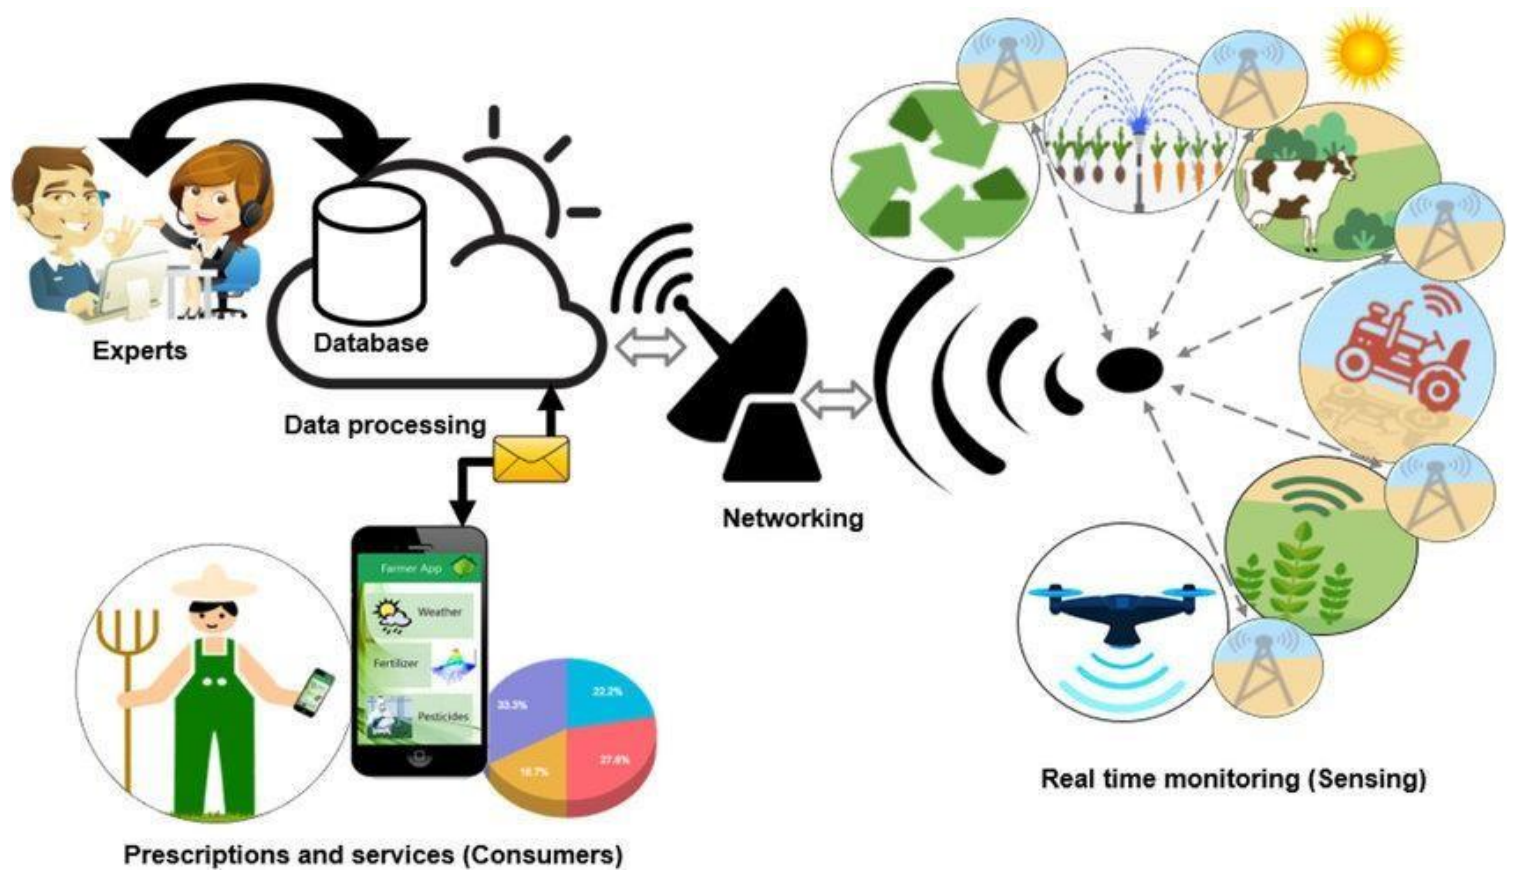 Experts
Database
Data processing
Networking
Farmer App
Weather
Fertilizer
Pesticides
33.3%
22.2%
27.8%
16.7%
Real time monitoring (Sensing)
Prescriptions and services (Consumers)